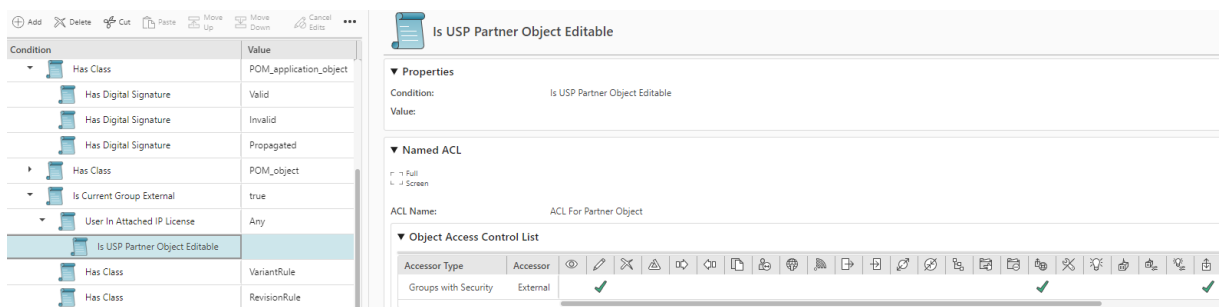 Add Delete Cut Paste Move Up Move Down Cancel Edits
Condition Value
Has Class POM_application_object
Has Digital Signature Valid
Has Digital Signature Invalid
Has Digital Signature Propagated
Has Class POM_object
Is Current Group External true
User In Attached IP License Any
Is USP Partner Object Editable
Has Class VariantRule
Has Class RevisionRule
Is USP Partner Object Editable
Properties
Condition: Is USP Partner Object Editable
Value:
Named ACL
Full
Screen
ACL Name: ACL For Partner Object
Object Access Control List
Accessor Type Accessor
Groups with Security External